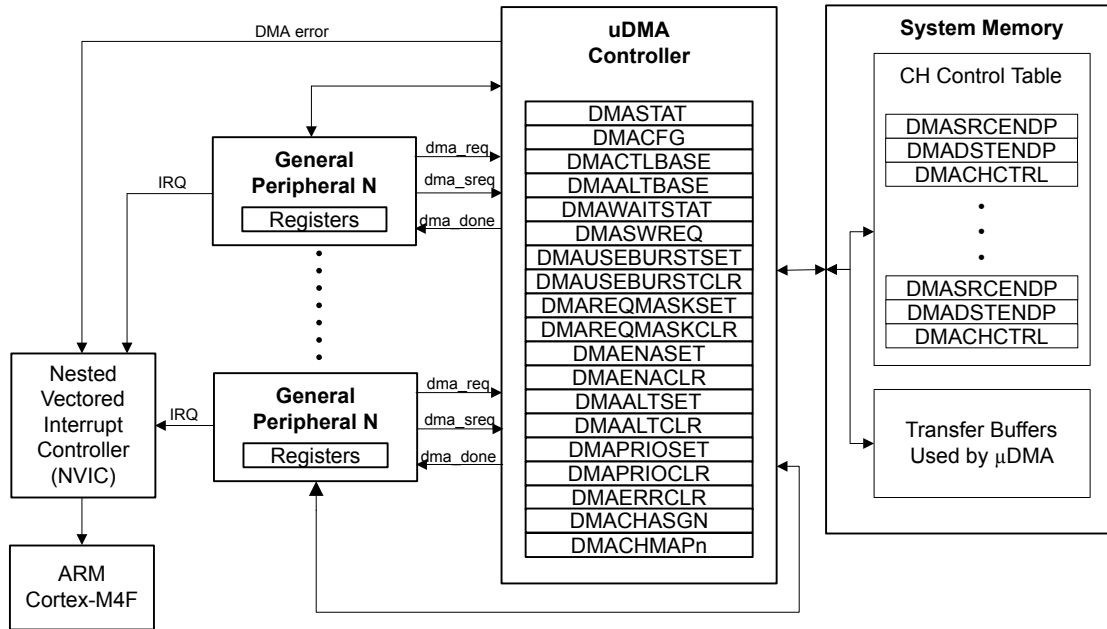 DMA error
uDMA
Controller
DMASTAT
DMACFG
DMACTLBASE
DMAALTBASE
DMAWAITSTAT
DMASWREQ
DMAUSEBURSTSET
DMAUSEBURSTCLR
DMAREQMASKSET
DMAREQMASKCLR
DMAENASET
DMAENACLR
DMAALTSET
DMAALTCLR
DMAPRIOSET
DMAPRIOCLR
DMAERRCLR
DMACHASGN
DMACHMAPn
General
Peripheral N
Registers
dma_req
dma_sreq
dma_done
IRQ
General
Peripheral N
Registers
dma_req
dma_sreq
dma_done
IRQ
Nested
Vectored
Interrupt
Controller
(NVIC)
ARM
Cortex-M4F
System Memory
CH Control Table
DMASRCENDP
DMADSTENDP
DMACHCTRL
DMASRCENDP
DMADSTENDP
DMACHCTRL
Transfer Buffers
Used by µDMA